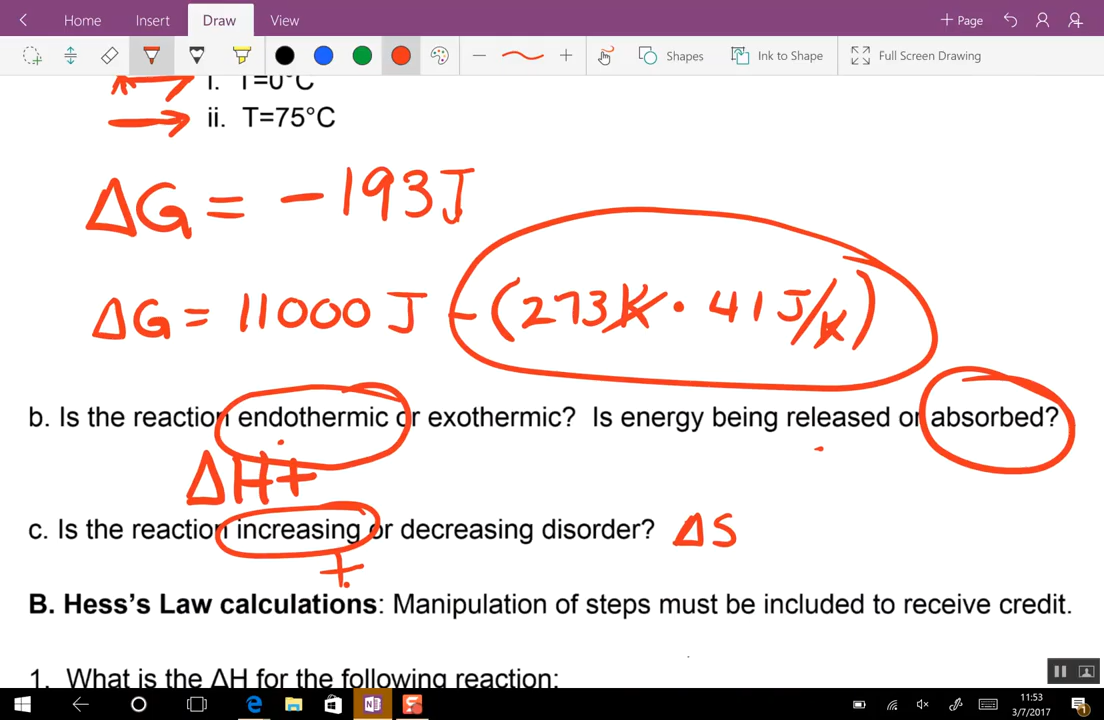 Home Insert Draw View + Page
Shapes Ink to Shape Full Screen Drawing
i. T=0°C
ii. T=75°C
ΔG = -193J
ΔG = 11000 J - (273K · 41J/K)
b. Is the reaction endothermic or exothermic? Is energy being released or absorbed?
ΔH+
c. Is the reaction increasing or decreasing disorder? ΔS
+
B. Hess's Law calculations: Manipulation of steps must be included to receive credit.
1. What is the ΔH for the following reaction:
11:53
3/7/2017
1